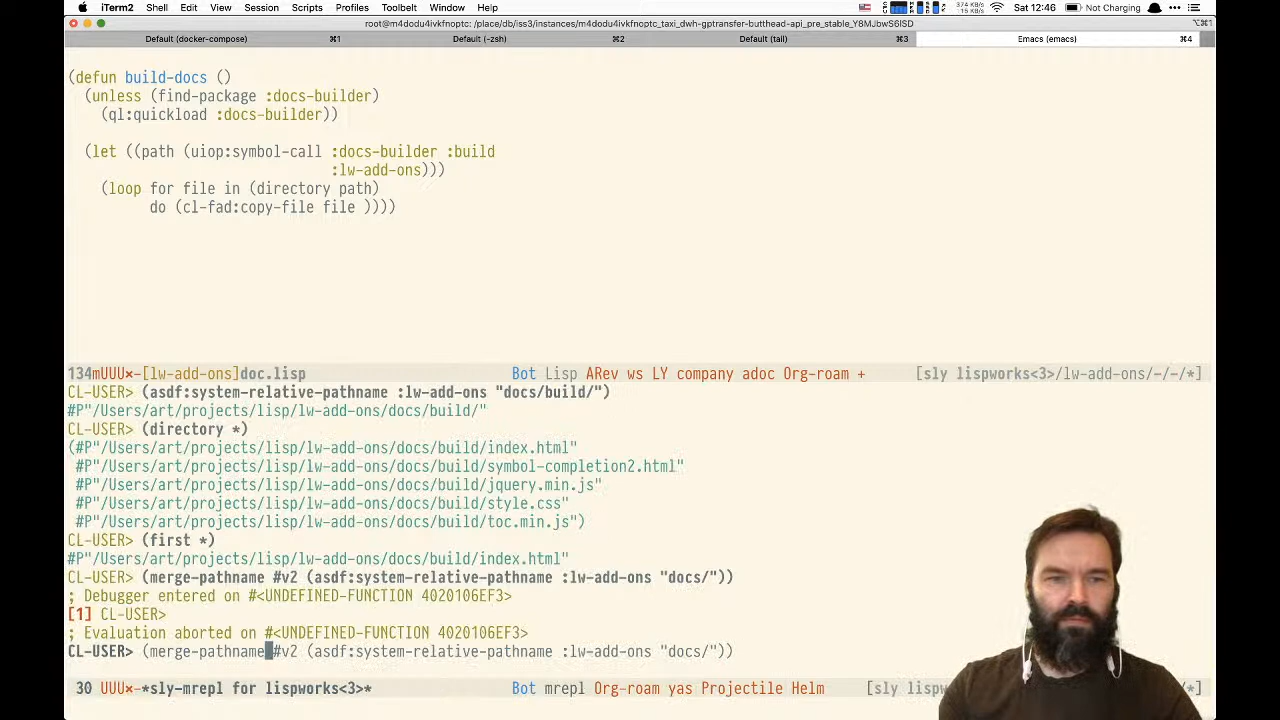 iTerm2 Shell Edit View Session Scripts Profiles Toolbelt Window Help 374 KB/s Sat 12:46 Not Charging
root@m4dodu4ivkfnoptc:/place/db/iss3/instances/m4dodu4ivkfnoptc_taxi_dwh-gptransfer-butthead-api_pre_stable_Y8MJbwS6ISD ⌥⌘1
Default (docker-compose) ⌘1 Default (-zsh) ⌘2 Default (tail) ⌘3 Emacs (emacs) ⌘4
(defun build-docs ()
(unless (find-package :docs-builder)
(ql:quickload :docs-builder))
(let ((path (uiop:symbol-call :docs-builder :build
:lw-add-ons)))
(loop for file in (directory path)
do (cl-fad:copy-file file ))))
134mUUU×-[lw-add-ons]doc.lisp Bot Lisp ARev ws LY company adoc Org-roam + [sly lispworks<3>/lw-add-ons/-/-/*]
CL-USER> (asdf:system-relative-pathname :lw-add-ons "docs/build/")
#P"/Users/art/projects/lisp/lw-add-ons/docs/build/"
CL-USER> (directory *)
(#P"/Users/art/projects/lisp/lw-add-ons/docs/build/index.html"
#P"/Users/art/projects/lisp/lw-add-ons/docs/build/symbol-completion2.html"
#P"/Users/art/projects/lisp/lw-add-ons/docs/build/jquery.min.js"
#P"/Users/art/projects/lisp/lw-add-ons/docs/build/style.css"
#P"/Users/art/projects/lisp/lw-add-ons/docs/build/toc.min.js")
CL-USER> (first *)
#P"/Users/art/projects/lisp/lw-add-ons/docs/build/index.html"
CL-USER> (merge-pathname #v2 (asdf:system-relative-pathname :lw-add-ons "docs/"))
; Debugger entered on #<UNDEFINED-FUNCTION 4020106EF3>
[1] CL-USER>
; Evaluation aborted on #<UNDEFINED-FUNCTION 4020106EF3>
CL-USER> (merge-pathname #v2 (asdf:system-relative-pathname :lw-add-ons "docs/"))
30 UUU×-*sly-mrepl for lispworks<3>* Bot mrepl Org-roam yas Projectile Helm [sly lispw *]